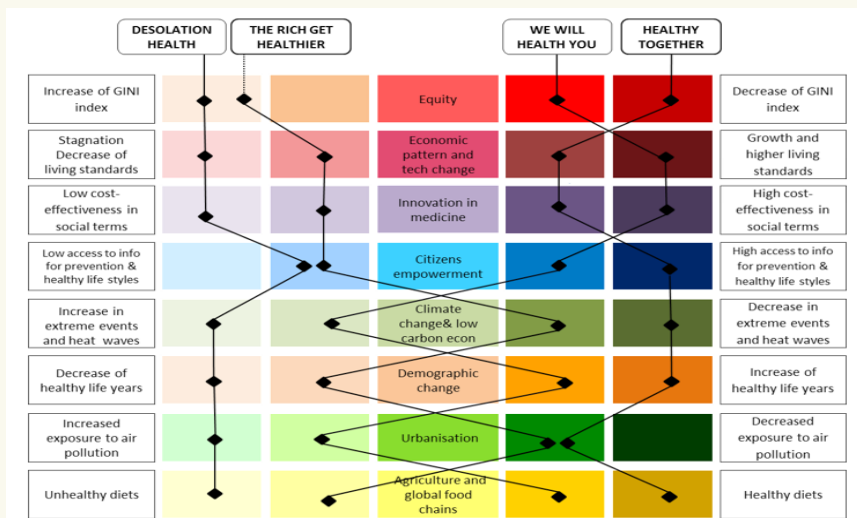 DESOLATION
HEALTH
THE RICH GET
HEALTHIER
WE WILL
HEALTH YOU
HEALTHY
TOGETHER
Increase of GINI
index
Equity
Decrease of GINI
index
Stagnation
Decrease of
living standards
Economic
pattern and
tech change
Growth and
higher living
standards
Low cost-
effectiveness in
social terms
Innovation in
medicine
High cost-
effectiveness in
social terms
Low access to info
for prevention &
healthy life styles
Citizens
empowerment
High access to info
for prevention &
healthy life styles
Increase in
extreme events
and heat waves
Climate
change& low
carbon econ
Decrease in
extreme events
and heat waves
Decrease of
healthy life years
Demographic
change
Increase of
healthy life years
Increased
exposure to air
pollution
Urbanisation
Decreased
exposure to air
pollution
Unhealthy diets
Agriculture and
global food
chains
Healthy diets